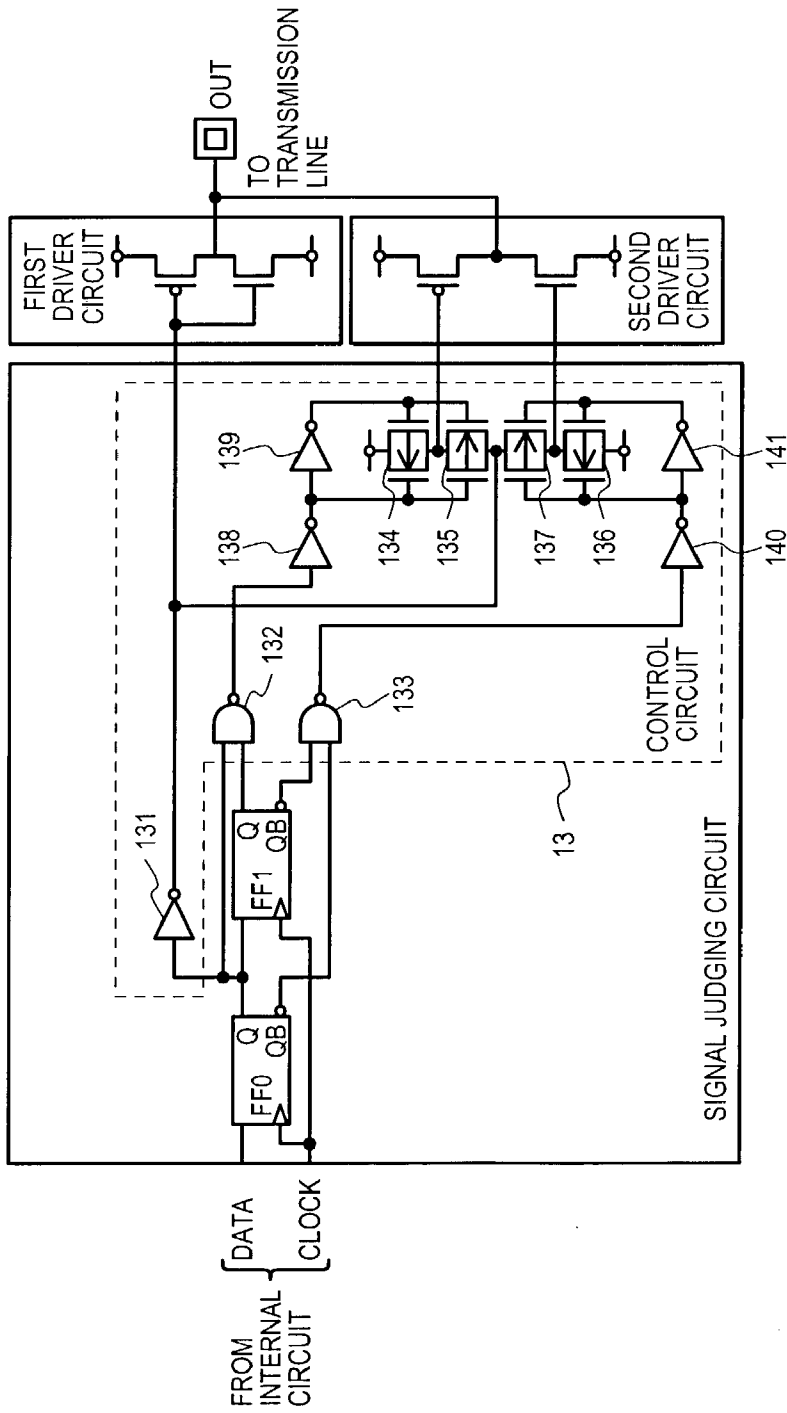 FROM
INTERNAL
CIRCUIT
DATA
CLOCK
SIGNAL JUDGING CIRCUIT
FF0
Q
QB
FF1
Q
QB
131
132
133
13
CONTROL
CIRCUIT
138
139
134
135
137
136
140
141
FIRST
DRIVER
CIRCUIT
SECOND
DRIVER
CIRCUIT
OUT
TO
TRANSMISSION
LINE